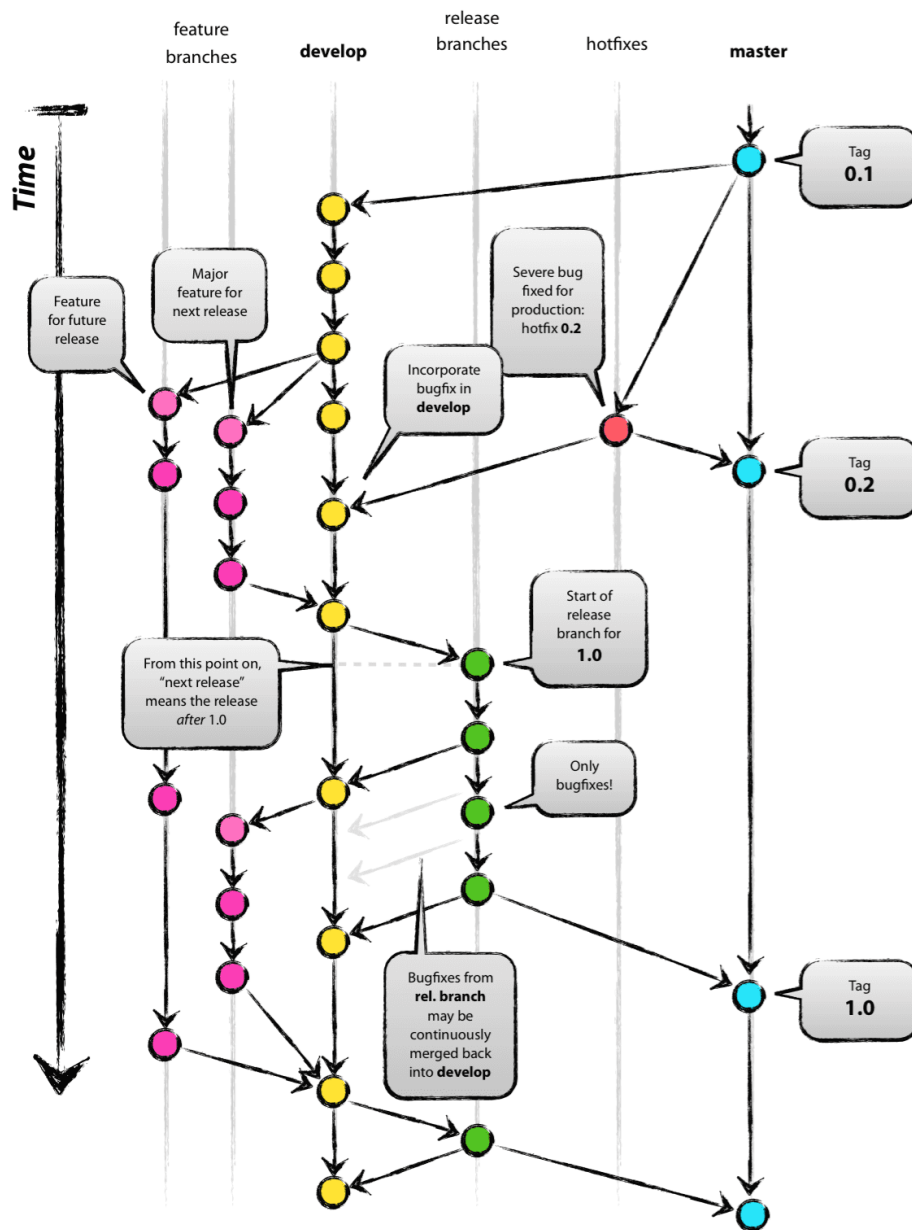 feature
branches
develop
release
branches
hotfixes
master
Time
Tag
0.1
Major
feature for
next release
Feature
for future
release
Severe bug
fixed for
production:
hotfix 0.2
Incorporate
bugfix in
develop
Tag
0.2
Start of
release
branch for
1.0
From this point on,
“next release”
means the release
after 1.0
Only
bugfixes!
Bugfixes from
rel. branch
may be
continuously
merged back
into develop
Tag
1.0